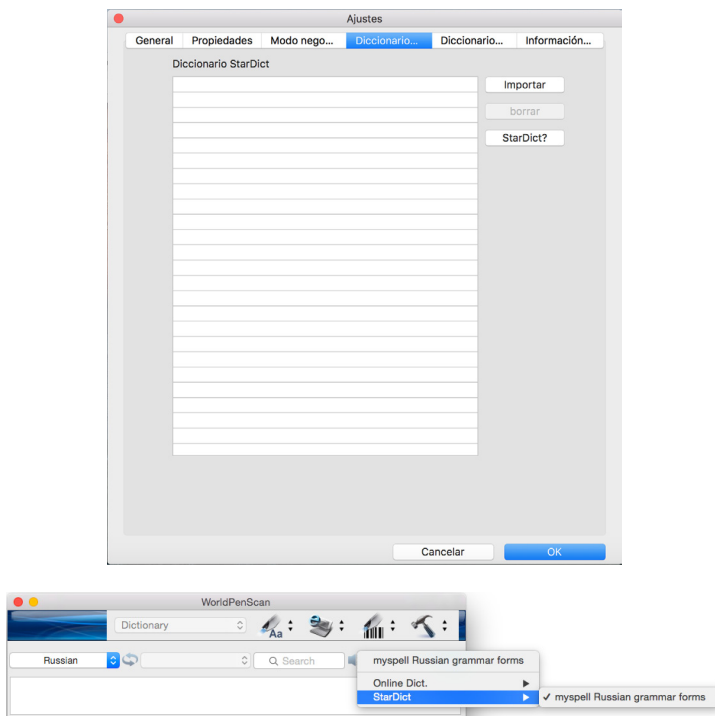 Ajustes
General Propiedades Modo nego... Diccionario... Diccionario... Información...
Diccionario StarDict
Importar
borrar
StarDict?
Cancelar OK
WorldPenScan
Dictionary Aa
Russian Search myspell Russian grammar forms
Online Dict.
StarDict ✓ myspell Russian grammar forms